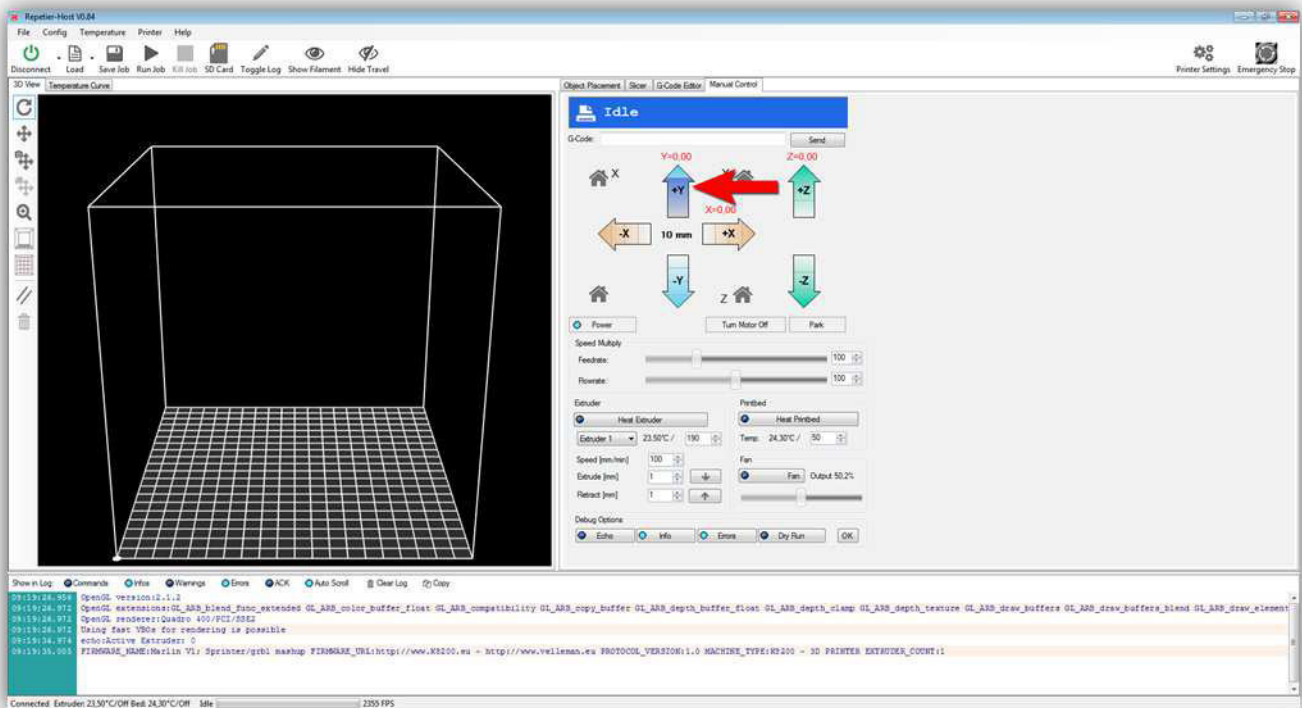 Repetier-Host V0.84
File Config Temperature Printer Help
Disconnect Load Save Job Run Job Kill Job SD Card Toggle Log Show Filament Hide Travel Printer Settings Emergency Stop
3D View Temperature Curve
Object Placement Slicer G-Code Editor Manual Control
Idle
G-Code: Send
Y=0.00 Z=0.00
X
+Y +Z
X=0.00
-X 10 mm +X
-Y -Z
Z
Power Turn Motor Off Park
Speed Multiply
Feedrate: 100
Flowrate: 100
Extruder Printbed
Heat Extruder Heat Printbed
Extruder 1 23.50°C / 190 Temp. 24.30°C / 50
Speed [mm/min] 100 Fan
Extrude [mm] 1 Fan Output 50,2%
Retract [mm] 1
Debug Options
Echo Info Errors Dry Run OK
Show in Log: Commands Infos Warnings Errors ACK Auto Scroll Clear Log Copy
09:19:26.958 OpenGL version:2.1.2
09:19:26.972 OpenGL extensions:GL_ARB_blend_func_extended GL_ARB_color_buffer_float GL_ARB_compatibility GL_ARB_copy_buffer GL_ARB_depth_buffer_float GL_ARB_depth_clamp GL_ARB_depth_texture GL_ARB_draw_buffers GL_ARB_draw_buffers_blend GL_ARB_draw_element
09:19:26.972 OpenGL renderer:Quadro 400/PCI/SSE2
09:19:26.972 Using fast VBOs for rendering is possible
09:19:34.974 echo:Active Extruder: 0
09:19:35.005 FIRMWARE_NAME:Marlin V1; Sprinter/grbl mashup FIRMWARE_URL:http://www.K8200.eu - http://www.velleman.eu PROTOCOL_VERSION:1.0 MACHINE_TYPE:K8200 - 3D PRINTER EXTRUDER_COUNT:1
Connected Extruder: 23,50°C/Off Bed: 24,30°C/Off Idle 2355 FPS